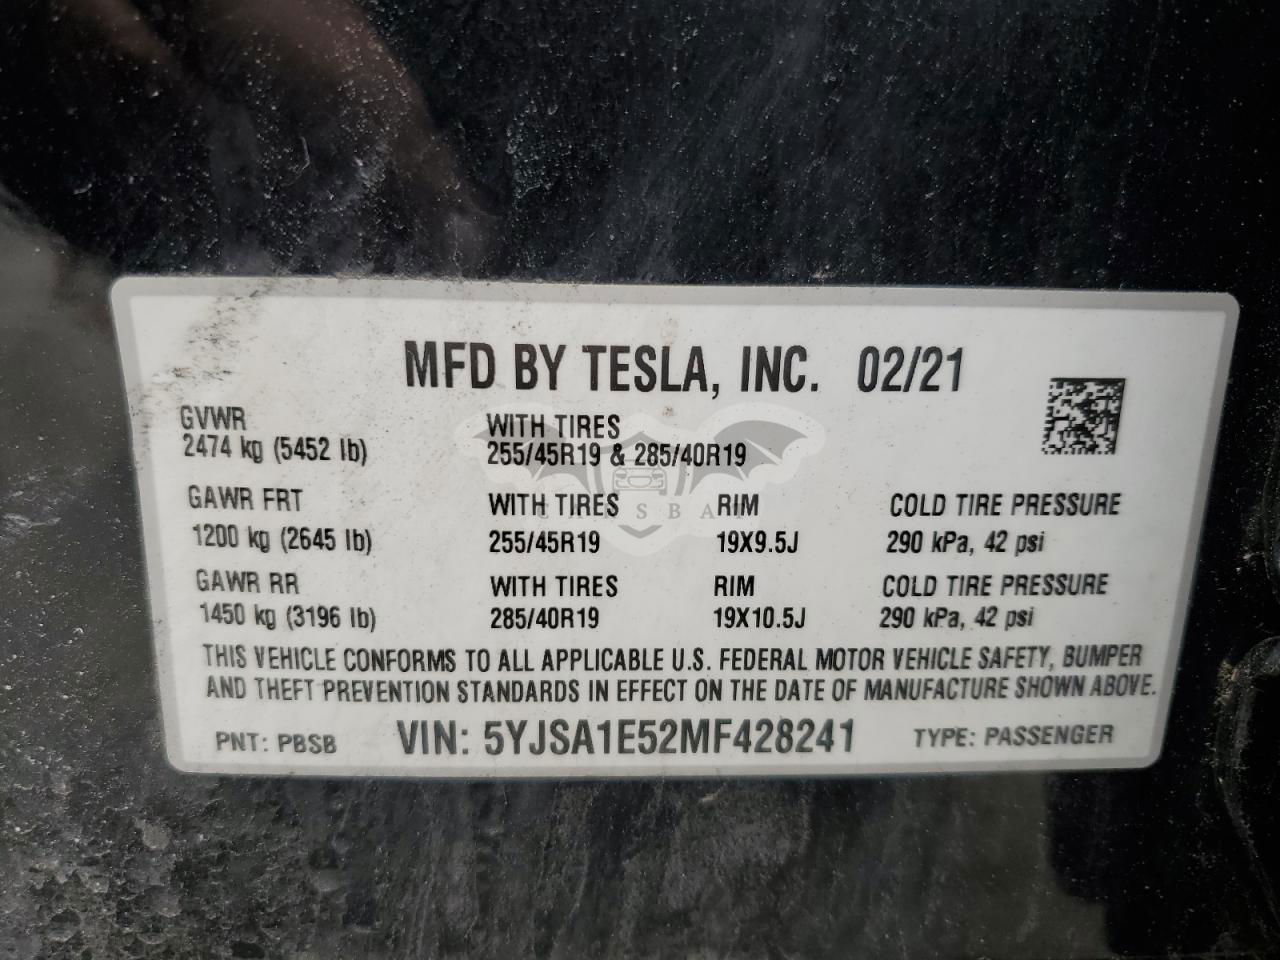 MFD BY TESLA, INC. 02/21
GVWR WITH TIRES
2474 kg (5452 lb) 255/45R19 & 285/40R19
GAWR FRT WITH TIRES RIM COLD TIRE PRESSURE
1200 kg (2645 lb) 255/45R19 19X9.5J 290 kPa, 42 psi
GAWR RR WITH TIRES RIM COLD TIRE PRESSURE
1450 kg (3196 lb) 285/40R19 19X10.5J 290 kPa, 42 psi
THIS VEHICLE CONFORMS TO ALL APPLICABLE U.S. FEDERAL MOTOR VEHICLE SAFETY, BUMPER
AND THEFT PREVENTION STANDARDS IN EFFECT ON THE DATE OF MANUFACTURE SHOWN ABOVE.
PNT: PBSB VIN: 5YJSA1E52MF428241 TYPE: PASSENGER